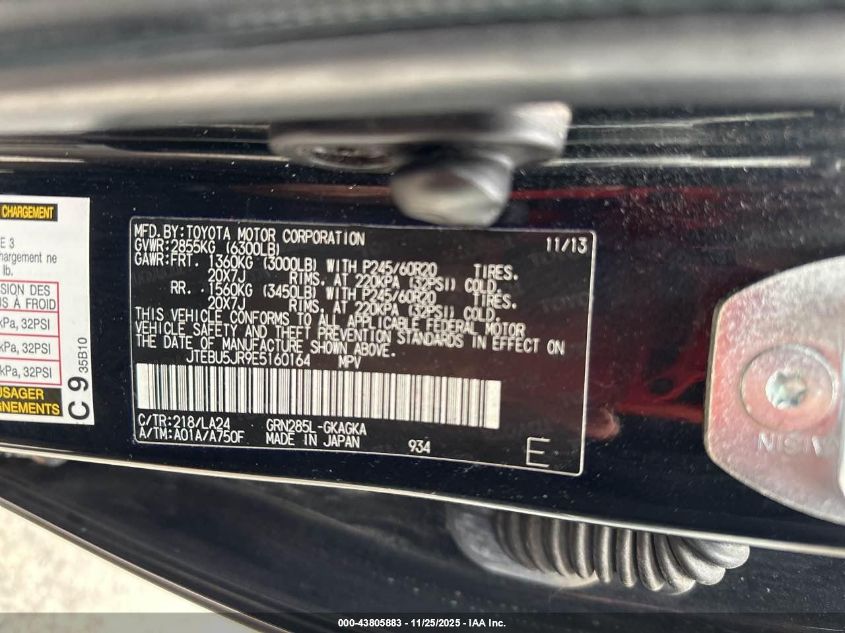 CHARGEMENT
E 3
hargement ne
lb.
SION DES
US À FROID
kPa, 32PSI
kPa, 32PSI
kPa, 32PSI
USAGER
GNEMENTS
C 9
35B10
MFD.BY:TOYOTA MOTOR CORPORATION 11/13
GVWR:2855KG (6300LB)
GAWR:FRT. 1360KG (3000LB) WITH P245/60R20 TIRES.
20X7J RIMS. AT 220KPA (32PSI) COLD.
RR. 1560KG (3450LB) WITH P245/60R20 TIRES.
20X7J RIMS. AT 220KPA (32PSI) COLD.
THIS VEHICLE CONFORMS TO ALL APPLICABLE FEDERAL MOTOR
VEHICLE SAFETY AND THEFT PREVENTION STANDARDS IN EFFECT ON
THE DATE OF MANUFACTURE SHOWN ABOVE.
JTEBU5JR9E5160164 MPV
C/TR:218/LA24 GRN285L-GKAGKA
A/TM:A01A/A750F MADE IN JAPAN 934 E
000-43805883 - 11/25/2025 - IAA Inc.